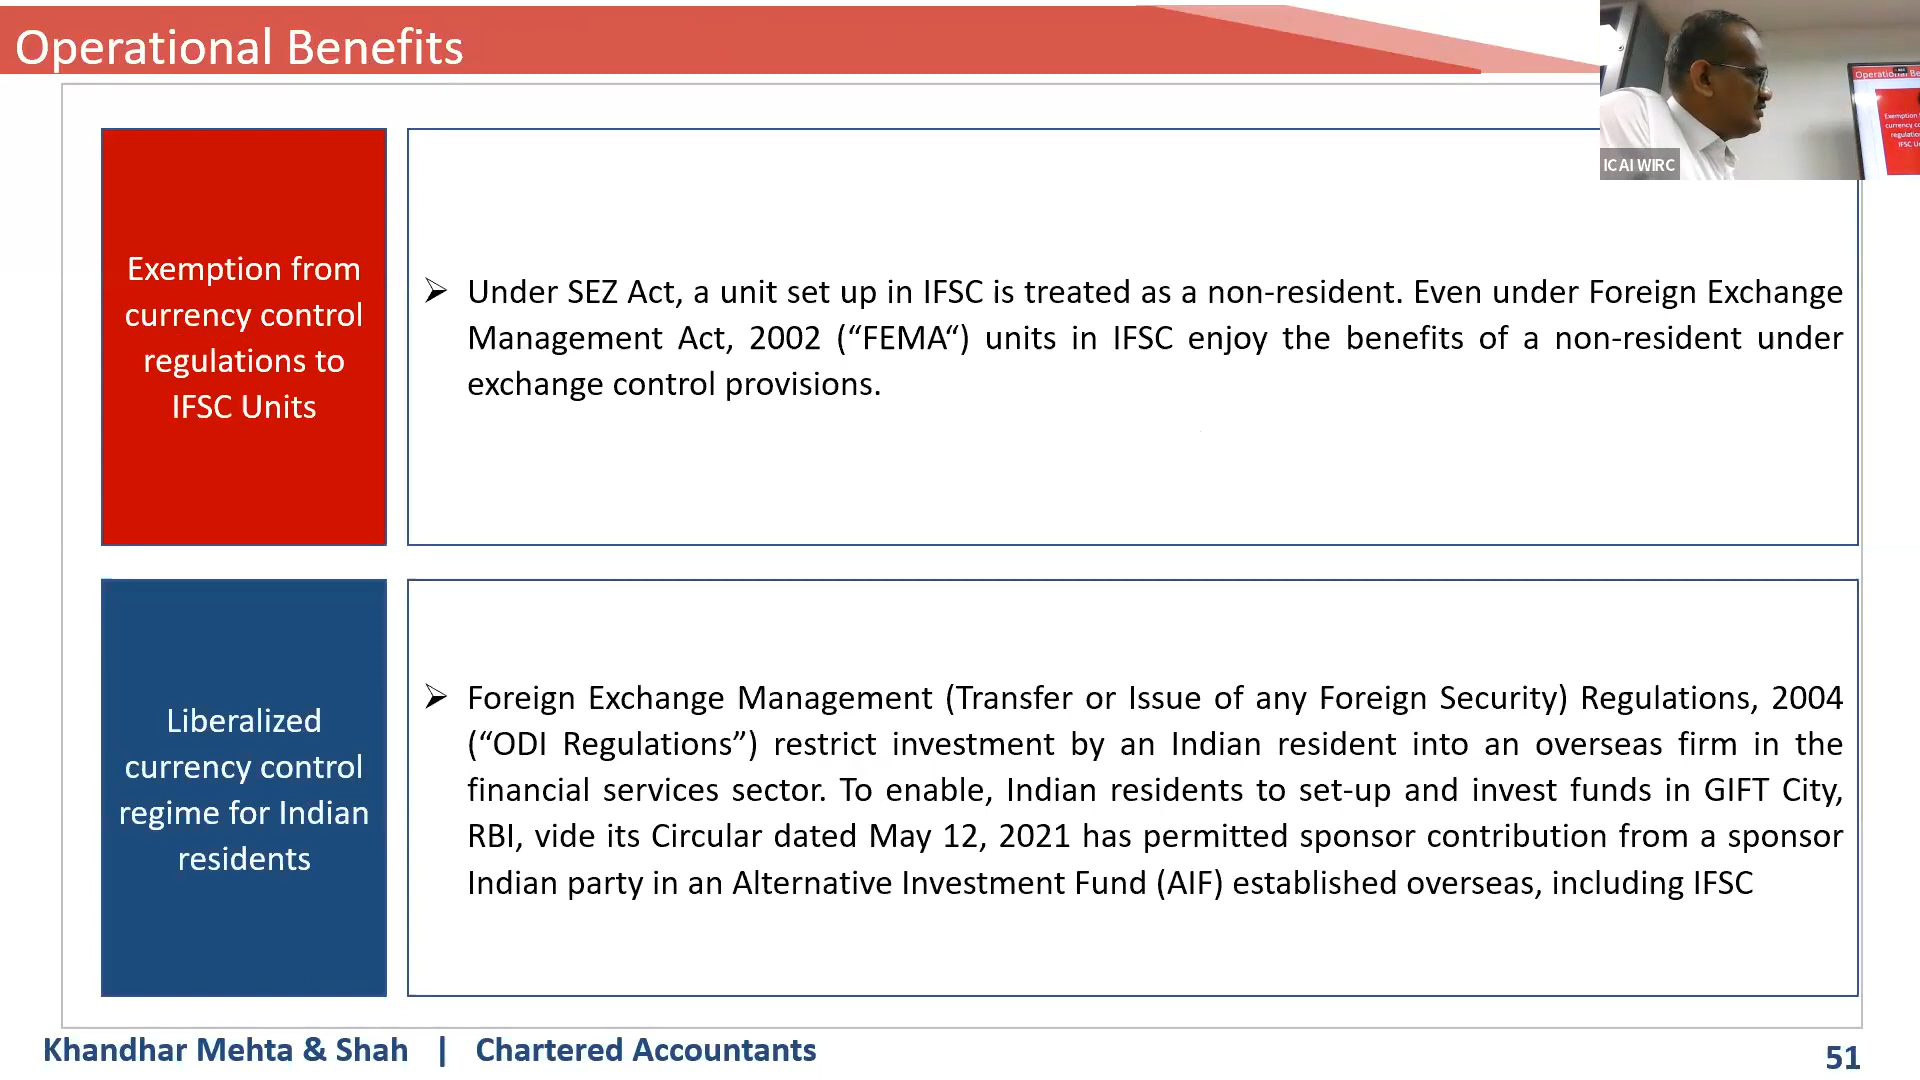 Operational Benefits
ICAI WIRC
Exemption from
currency control
regulations to
IFSC Units
Under SEZ Act, a unit set up in IFSC is treated as a non-resident. Even under Foreign Exchange
Management Act, 2002 (“FEMA“) units in IFSC enjoy the benefits of a non-resident under
exchange control provisions.
Liberalized
currency control
regime for Indian
residents
Foreign Exchange Management (Transfer or Issue of any Foreign Security) Regulations, 2004
(“ODI Regulations”) restrict investment by an Indian resident into an overseas firm in the
financial services sector. To enable, Indian residents to set-up and invest funds in GIFT City,
RBI, vide its Circular dated May 12, 2021 has permitted sponsor contribution from a sponsor
Indian party in an Alternative Investment Fund (AIF) established overseas, including IFSC
Khandhar Mehta & Shah | Chartered Accountants
51